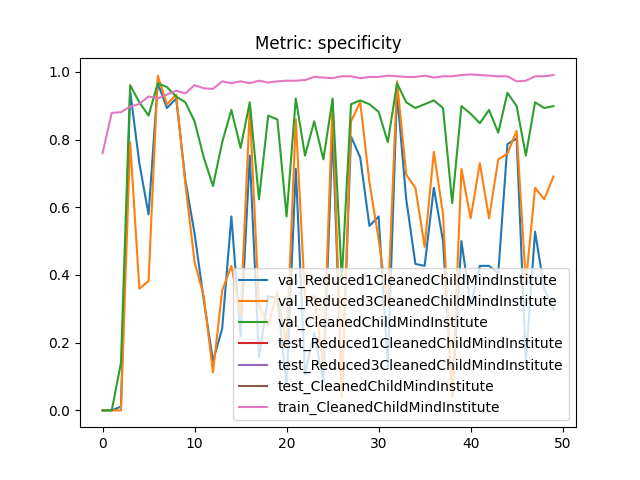 Metric: specificity
1.0
0.8
0.6
0.4
0.2
0.0
0
10
20
30
40
50
val_Reduced1CleanedChildMindInstitute
val_Reduced3CleanedChildMindInstitute
val_CleanedChildMindInstitute
test_Reduced1CleanedChildMindInstitute
test_Reduced3CleanedChildMindInstitute
test_CleanedChildMindInstitute
train_CleanedChildMindInstitute